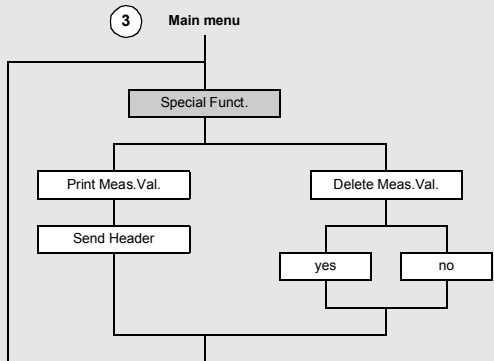 3 Main menu
Special Funct.
Print Meas.Val.
Delete Meas.Val.
Send Header
yes
no